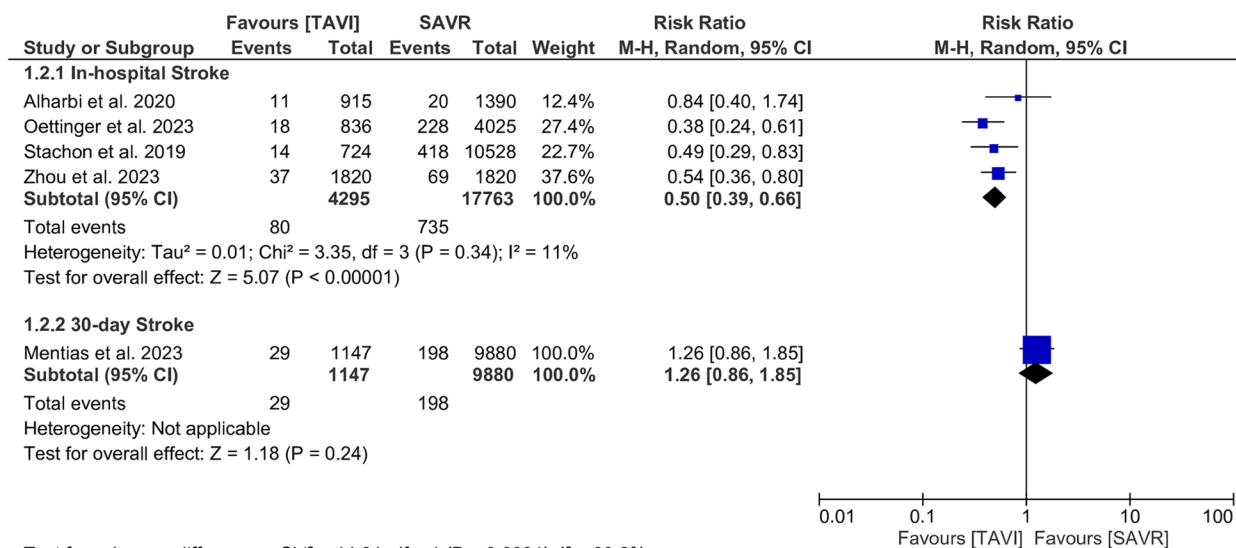 Favours [TAVI] SAVR Risk Ratio Risk Ratio
Study or Subgroup Events Total Events Total Weight M-H, Random, 95% CI M-H, Random, 95% CI
1.2.1 In-hospital Stroke
Alharbi et al. 2020 11 915 20 1390 12.4% 0.84 [0.40, 1.74]
Oettinger et al. 2023 18 836 228 4025 27.4% 0.38 [0.24, 0.61]
Stachon et al. 2019 14 724 418 10528 22.7% 0.49 [0.29, 0.83]
Zhou et al. 2023 37 1820 69 1820 37.6% 0.54 [0.36, 0.80]
Subtotal (95% CI) 4295 17763 100.0% 0.50 [0.39, 0.66]
Total events 80 735
Heterogeneity: Tau² = 0.01; Chi² = 3.35, df = 3 (P = 0.34); I² = 11%
Test for overall effect: Z = 5.07 (P < 0.00001)
1.2.2 30-day Stroke
Mentias et al. 2023 29 1147 198 9880 100.0% 1.26 [0.86, 1.85]
Subtotal (95% CI) 1147 9880 100.0% 1.26 [0.86, 1.85]
Total events 29 198
Heterogeneity: Not applicable
Test for overall effect: Z = 1.18 (P = 0.24)
0.01 0.1 1 10 100
Favours [TAVI] Favours [SAVR]